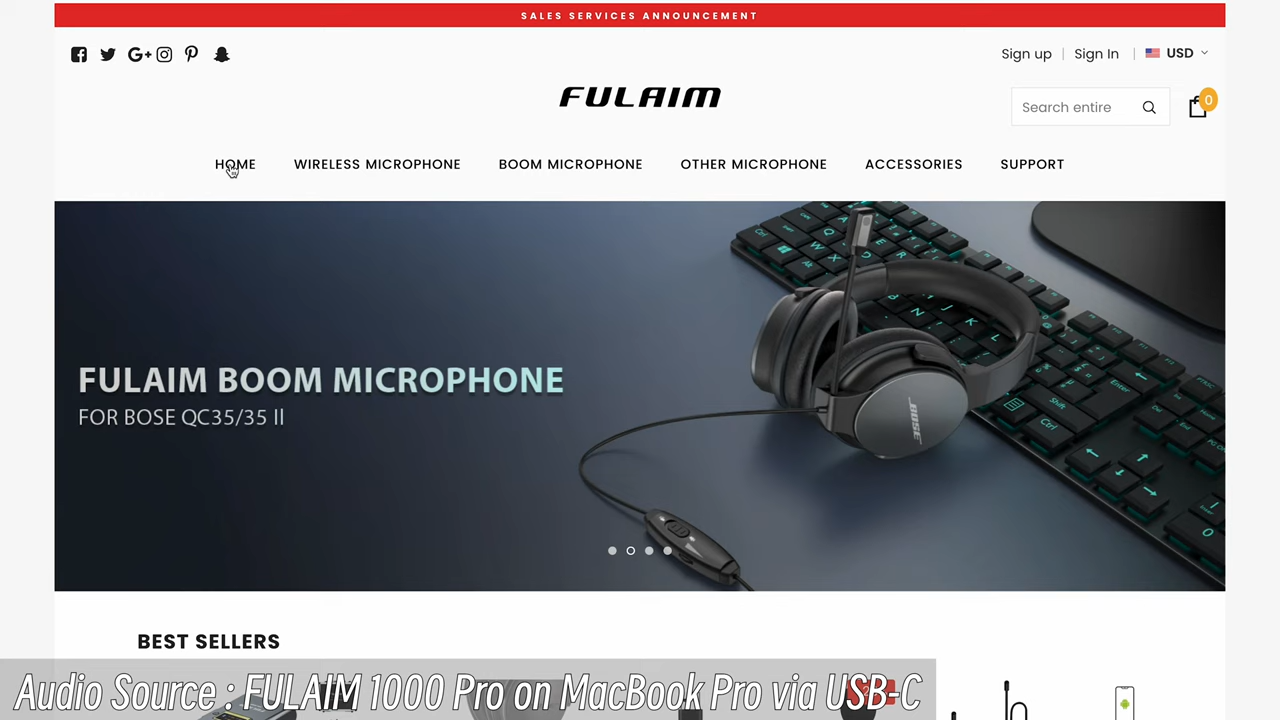 SALES SERVICES ANNOUNCEMENT
Sign up | Sign In | USD
FULAIM
Search entire
0
HOME WIRELESS MICROPHONE BOOM MICROPHONE OTHER MICROPHONE ACCESSORIES SUPPORT
FULAIM BOOM MICROPHONE
FOR BOSE QC35/35 II
BOSE
BEST SELLERS
Audio Source : FULAIM 1000 Pro on MacBook Pro via USB-C